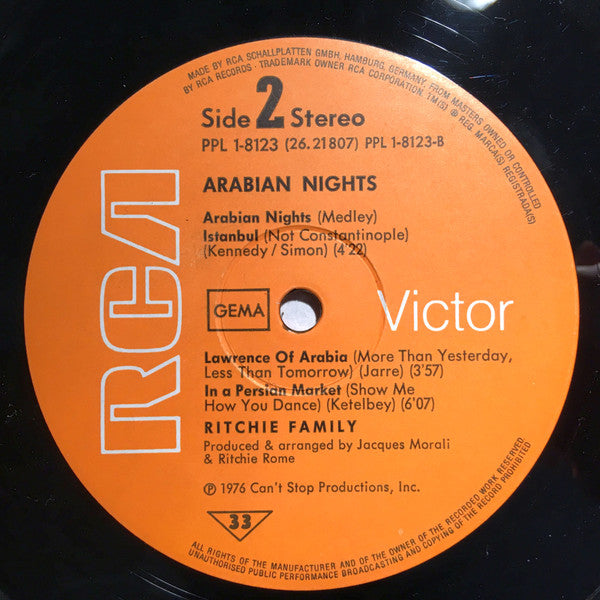 MADE BY RCA SCHALLPLATTEN GMBH, HAMBURG, GERMANY, FROM MASTERS OWNED OR CONTROLLED
BY RCA RECORDS · TRADEMARK OWNER RCA CORPORATION. TM(S) ® REG. MARCA(S) REGISTRADA(S)
Side 2 Stereo
PPL 1-8123 (26.21807) PPL 1-8123-B
ARABIAN NIGHTS
Arabian Nights (Medley)
Istanbul (Not Constantinople)
(Kennedy / Simon) (4'22)
RCA
GEMA
Victor
Lawrence Of Arabia (More Than Yesterday,
Less Than Tomorrow) (Jarre) (3'57)
In a Persian Market (Show Me
How You Dance) (Ketelbey) (6'07)
RITCHIE FAMILY
Produced & arranged by Jacques Morali
& Ritchie Rome
℗ 1976 Can't Stop Productions, Inc.
33
ALL RIGHTS OF THE MANUFACTURER AND OF THE OWNER OF THE RECORDED WORK RESERVED.
UNAUTHORISED PUBLIC PERFORMANCE BROADCASTING AND COPYING OF THE RECORD PROHIBITED